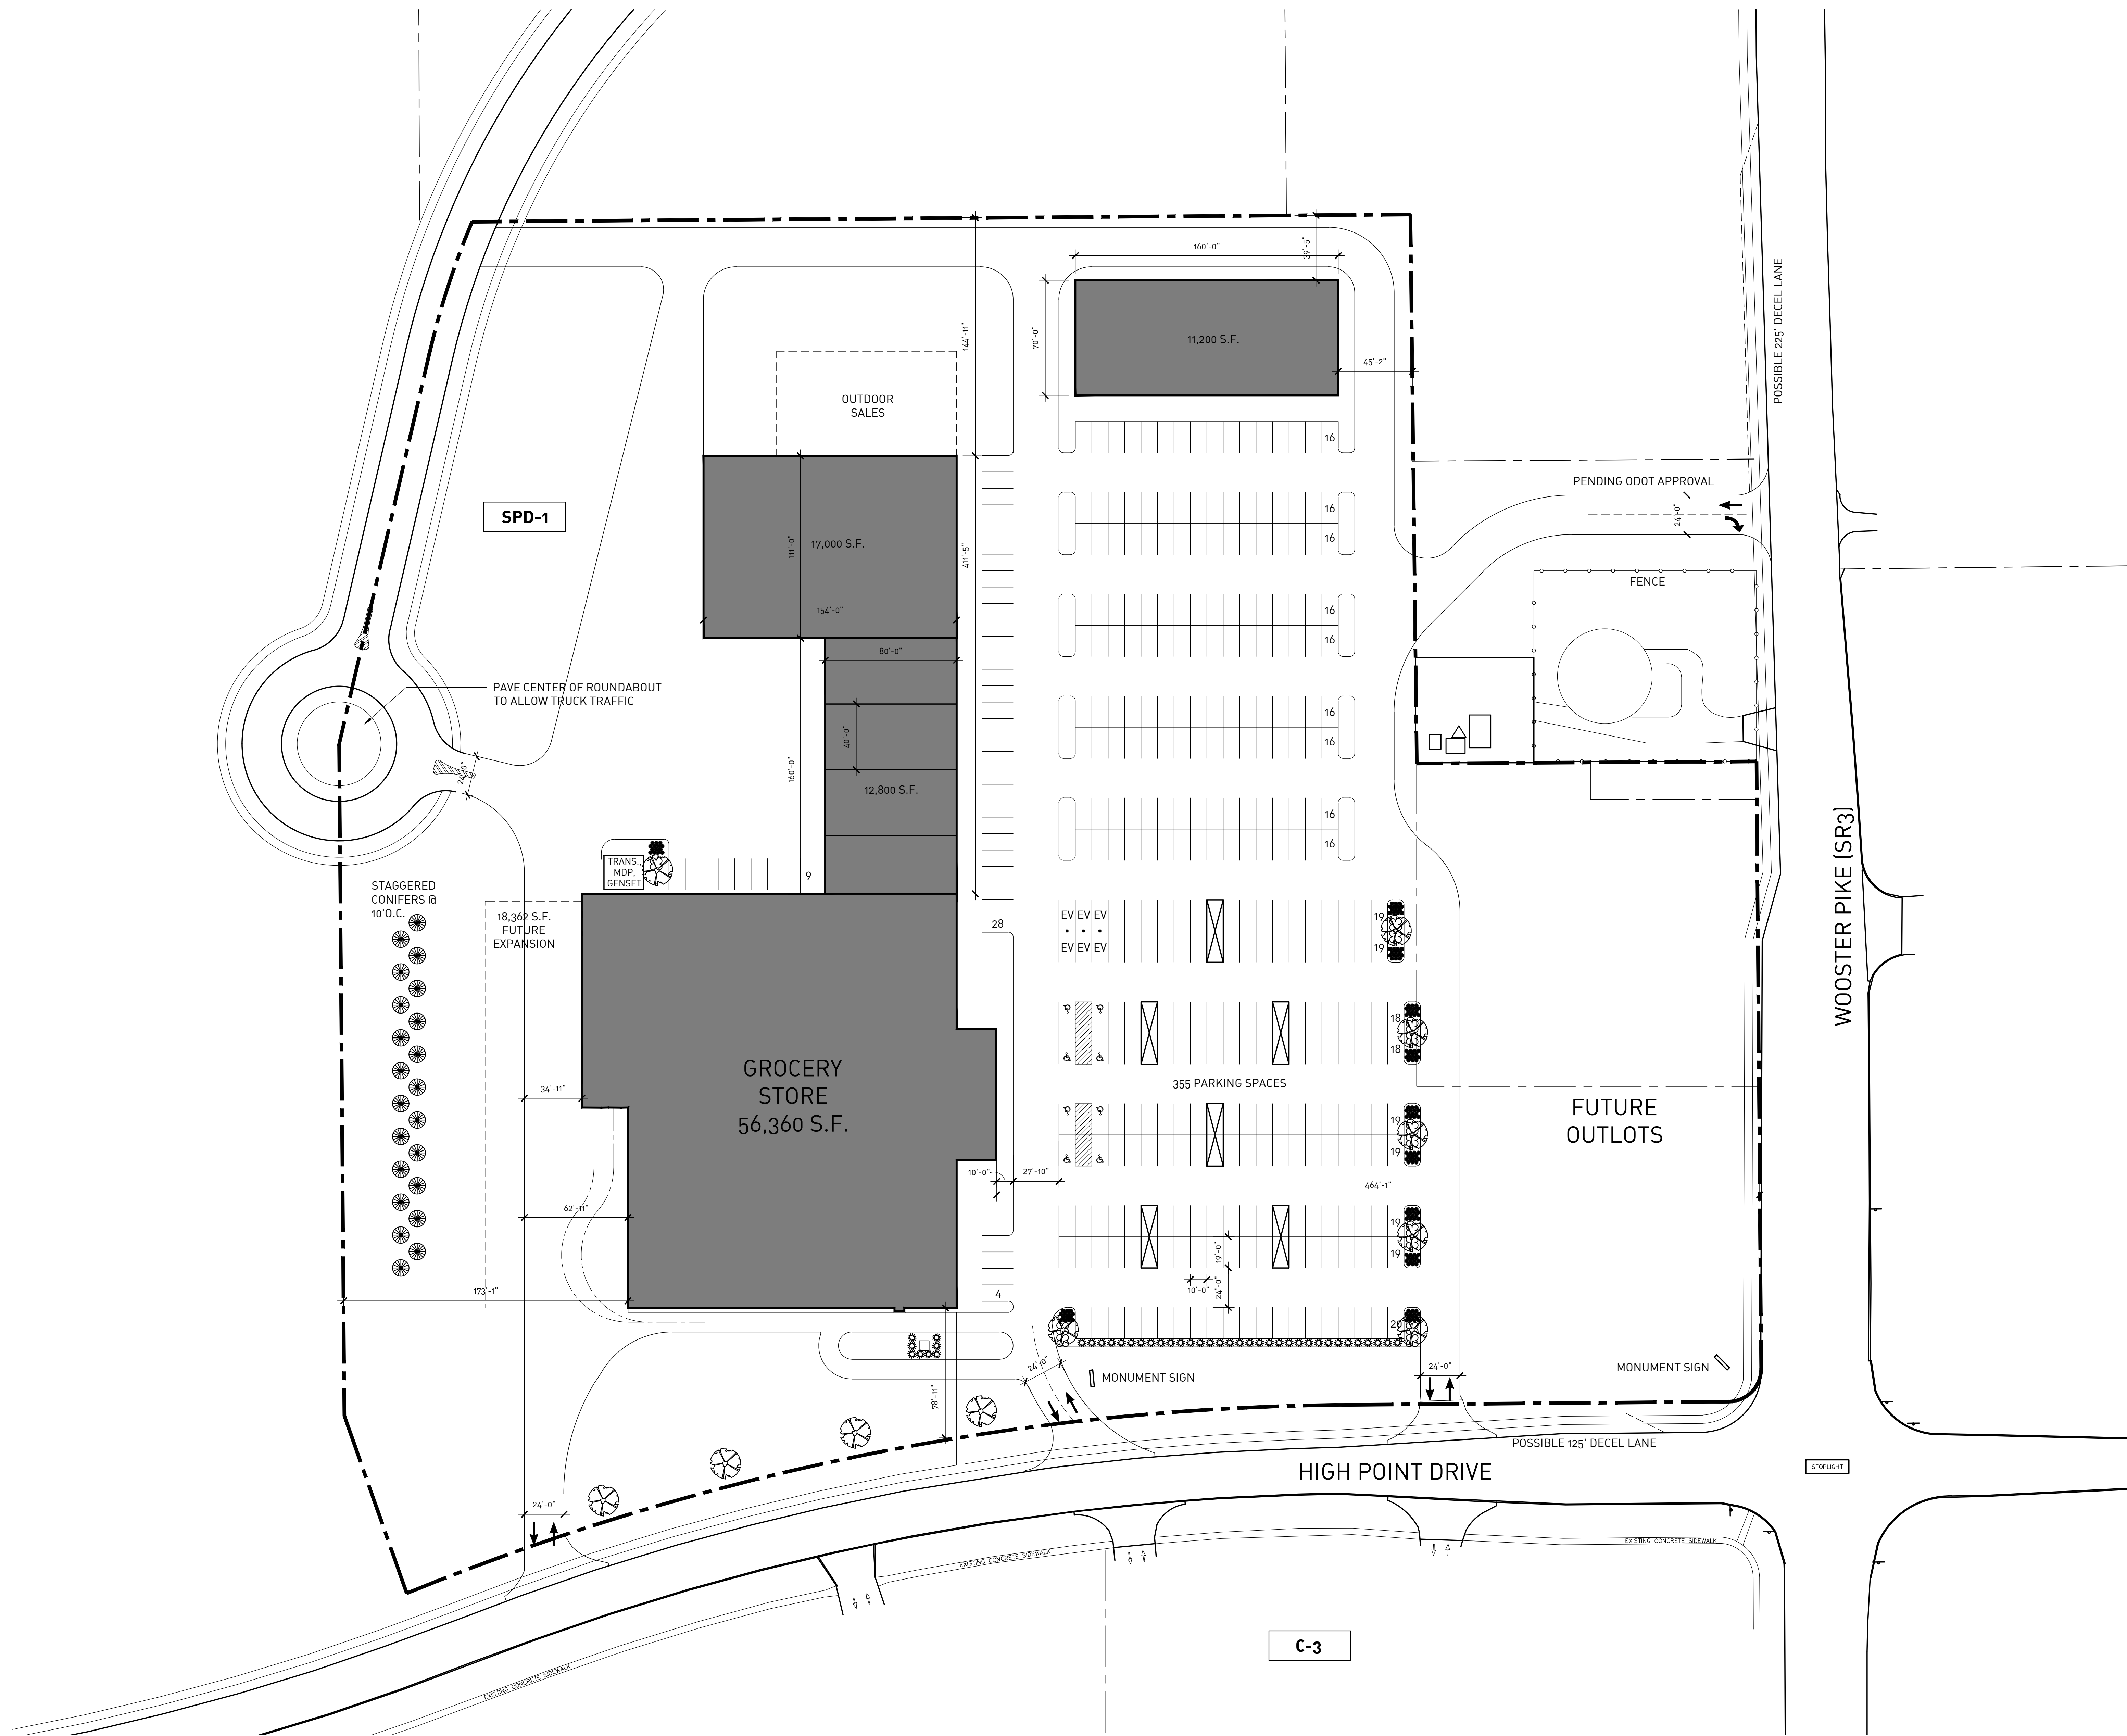 160'-0"
39'-5"
144'-11"
70'-0"
11,200 S.F.
45'-2"
POSSIBLE 225' DECEL LANE
OUTDOOR
SALES
16
PENDING ODOT APPROVAL
24'-0"
SPD-1
16
16
111'-0"
17,000 S.F.
411'-5"
FENCE
154'-0"
16
16
80'-0"
PAVE CENTER OF ROUNDABOUT
TO ALLOW TRUCK TRAFFIC
16
16
40'-0"
160'-0"
24'-0"
12,800 S.F.
16
16
WOOSTER PIKE (SR3)
TRANS.,
MDP,
GENSET
9
STAGGERED
CONIFERS @
10'O.C.
18,362 S.F.
FUTURE
EXPANSION
28
EV EV EV
EV EV EV
19
19
18
18
GROCERY
STORE
56,360 S.F.
355 PARKING SPACES
34'-11"
FUTURE
OUTLOTS
19
19
10'-0"
27'-10"
464'-1"
62'-11"
19
19
19'-0"
10'-0"
24'-0"
173'-1"
4
20
78'-11"
24'-0"
MONUMENT SIGN
24'-0"
MONUMENT SIGN
POSSIBLE 125' DECEL LANE
HIGH POINT DRIVE
STOPLIGHT
24'-0"
EXISTING CONCRETE SIDEWALK
EXISTING CONCRETE SIDEWALK
EXISTING CONCRETE SIDEWALK
C-3